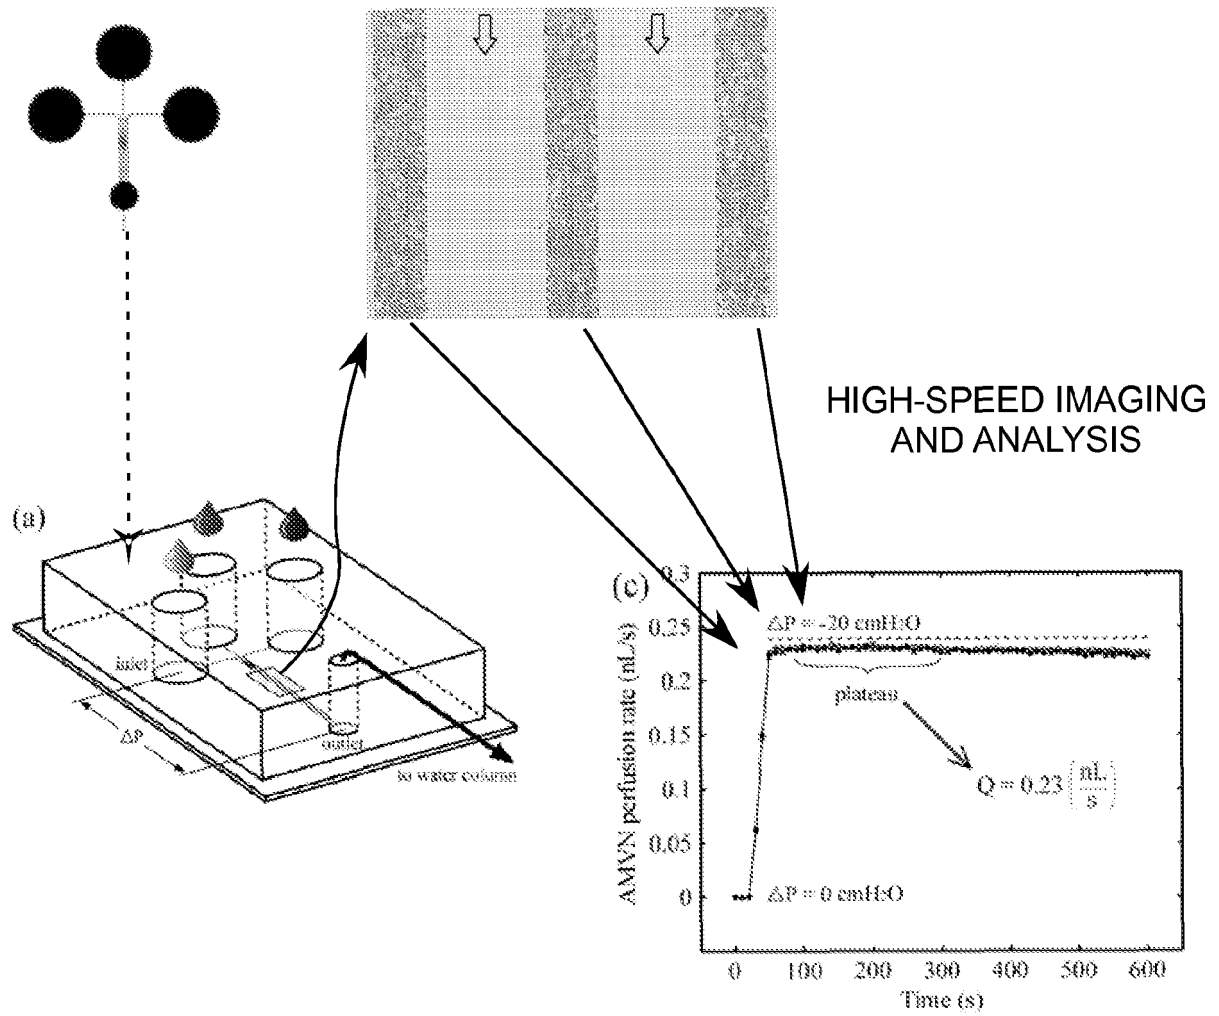 HIGH-SPEED IMAGING
AND ANALYSIS
(a)
inlet
ΔP
outlet
to water column
(c)
AMVN perfusion rate (nL/s)
0.3
0.25
0.2
0.15
0.1
0.05
0
△P = -20 cmH2O
plateau
Q = 0.23 (nL/s)
△P = 0 cmH2O
0 100 200 300 400 500 600
Time (s)